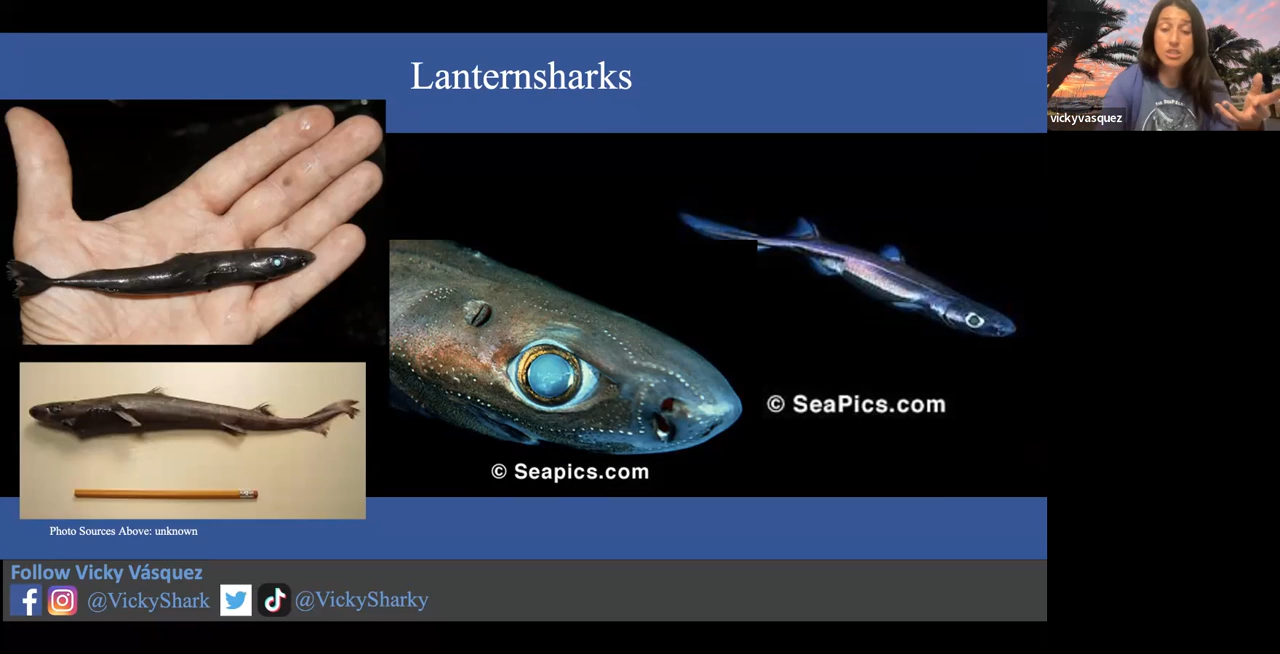 Lanternsharks
vickyvasquez
© SeaPics.com
© Seapics.com
Photo Sources Above: unknown
Follow Vicky Vásquez
@VickyShark
@VickySharky